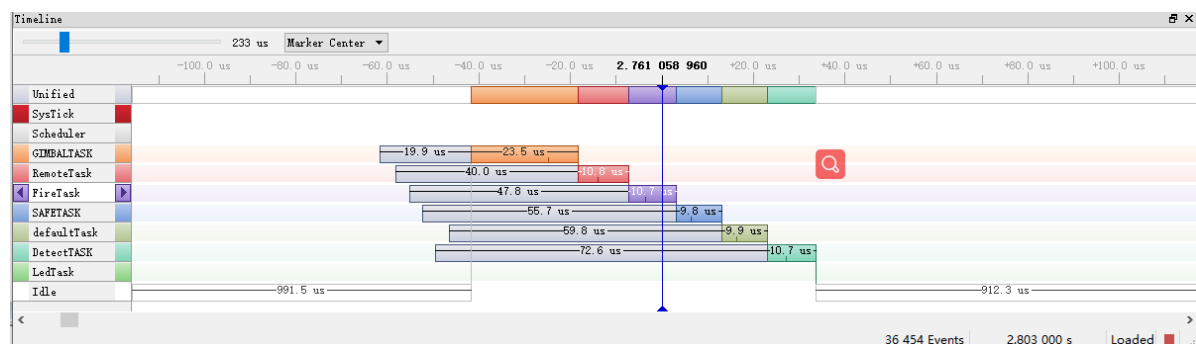 Timeline
233 us Marker Center
-100.0 us -80.0 us -60.0 us -40.0 us -20.0 us 2.761 058 960 +20.0 us +40.0 us +60.0 us +80.0 us +100.0 us
Unified
SysTick
Scheduler
GIMBALTASK 19.9 us 23.5 us
RemoteTask 40.0 us 10.8 us
FireTask 47.8 us 10.7 us
SAFETASK 55.7 us 9.8 us
defaultTask 59.8 us 9.9 us
DetectTASK 72.6 us 10.7 us
LedTask
Idle 991.5 us 912.3 us
36 454 Events 2.803 000 s Loaded